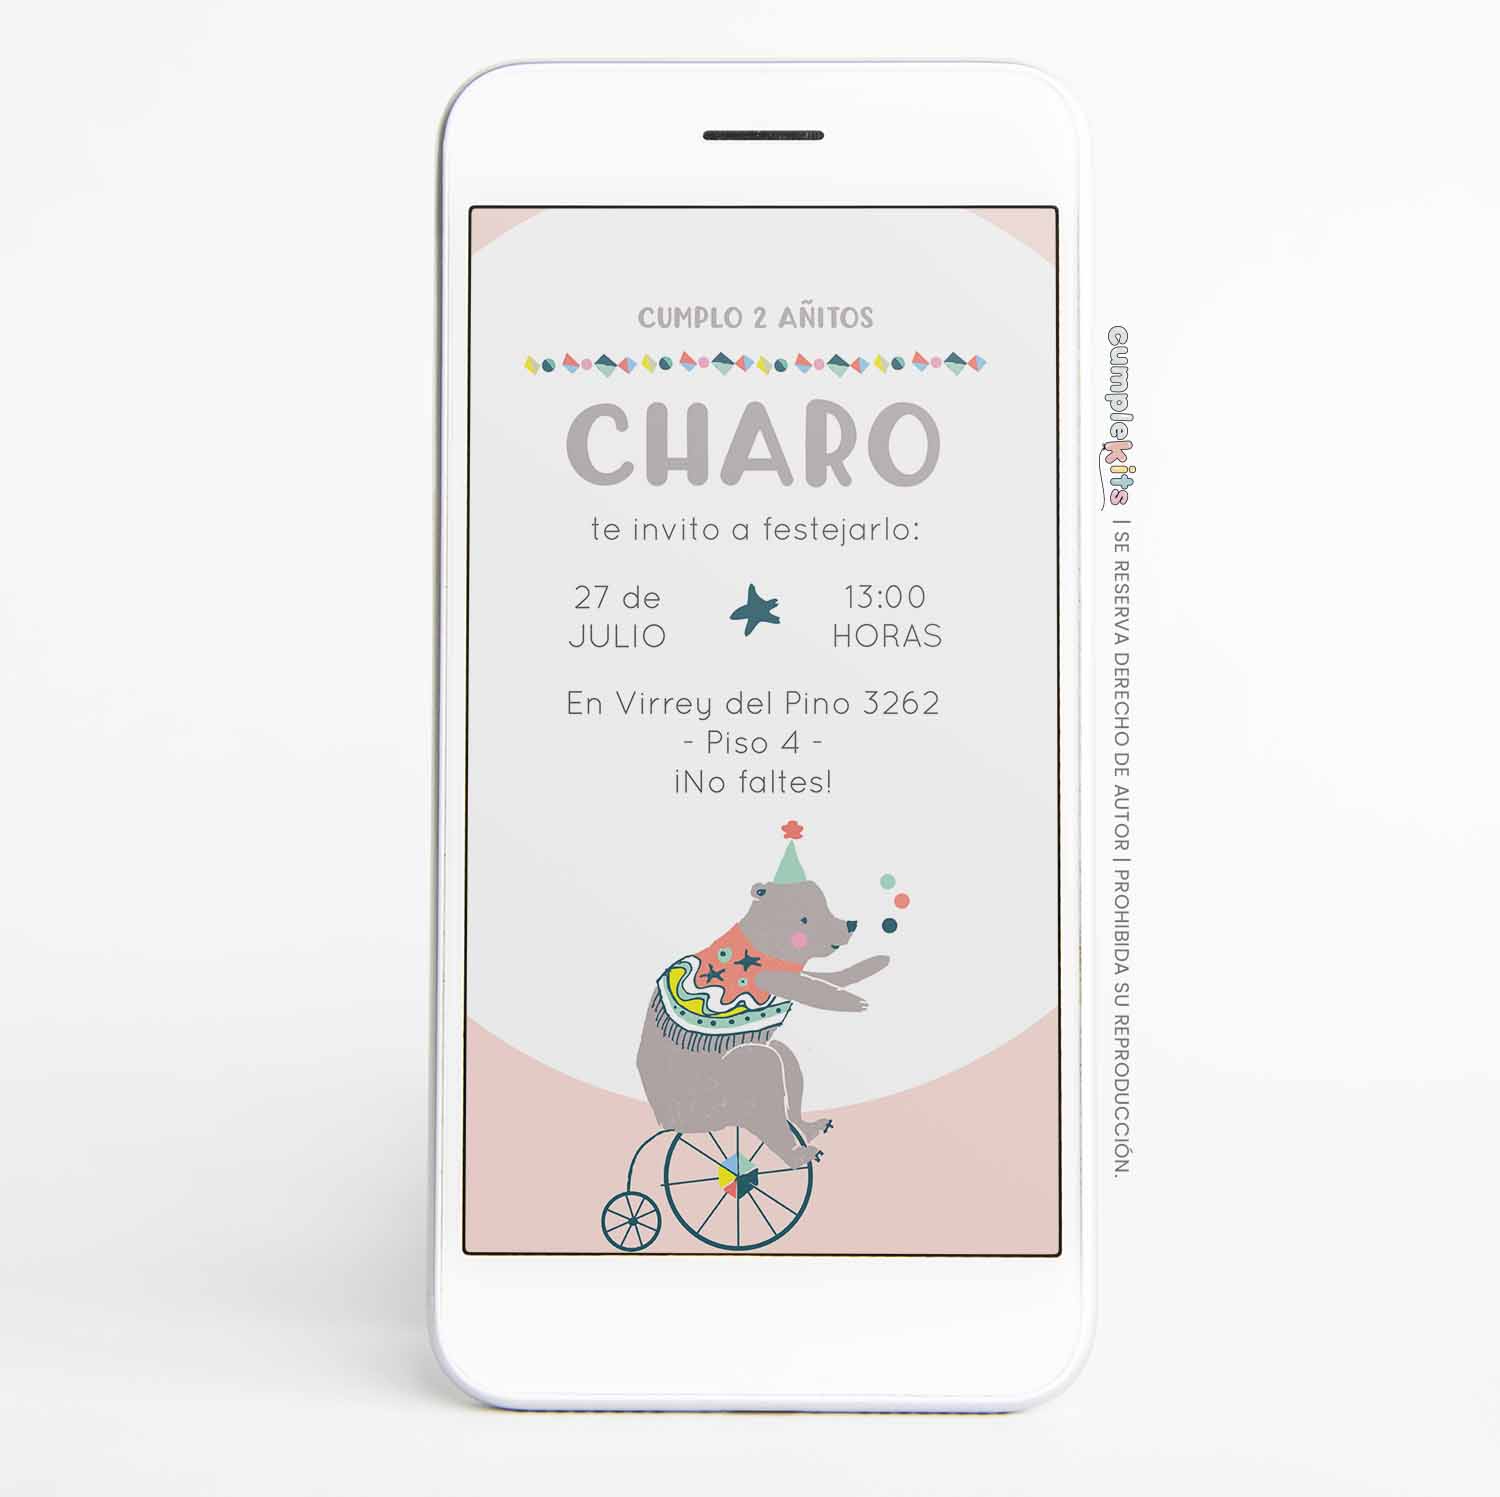 CUMPLO 2 AÑITOS
CHARO
te invito a festejarlo:
27 de
JULIO
13:00
HORAS
En Virrey del Pino 3262
- Piso 4 -
¡No faltes!
cumplekits | SE RESERVA DERECHO DE AUTOR | PROHIBIDA SU REPRODUCCIÓN.